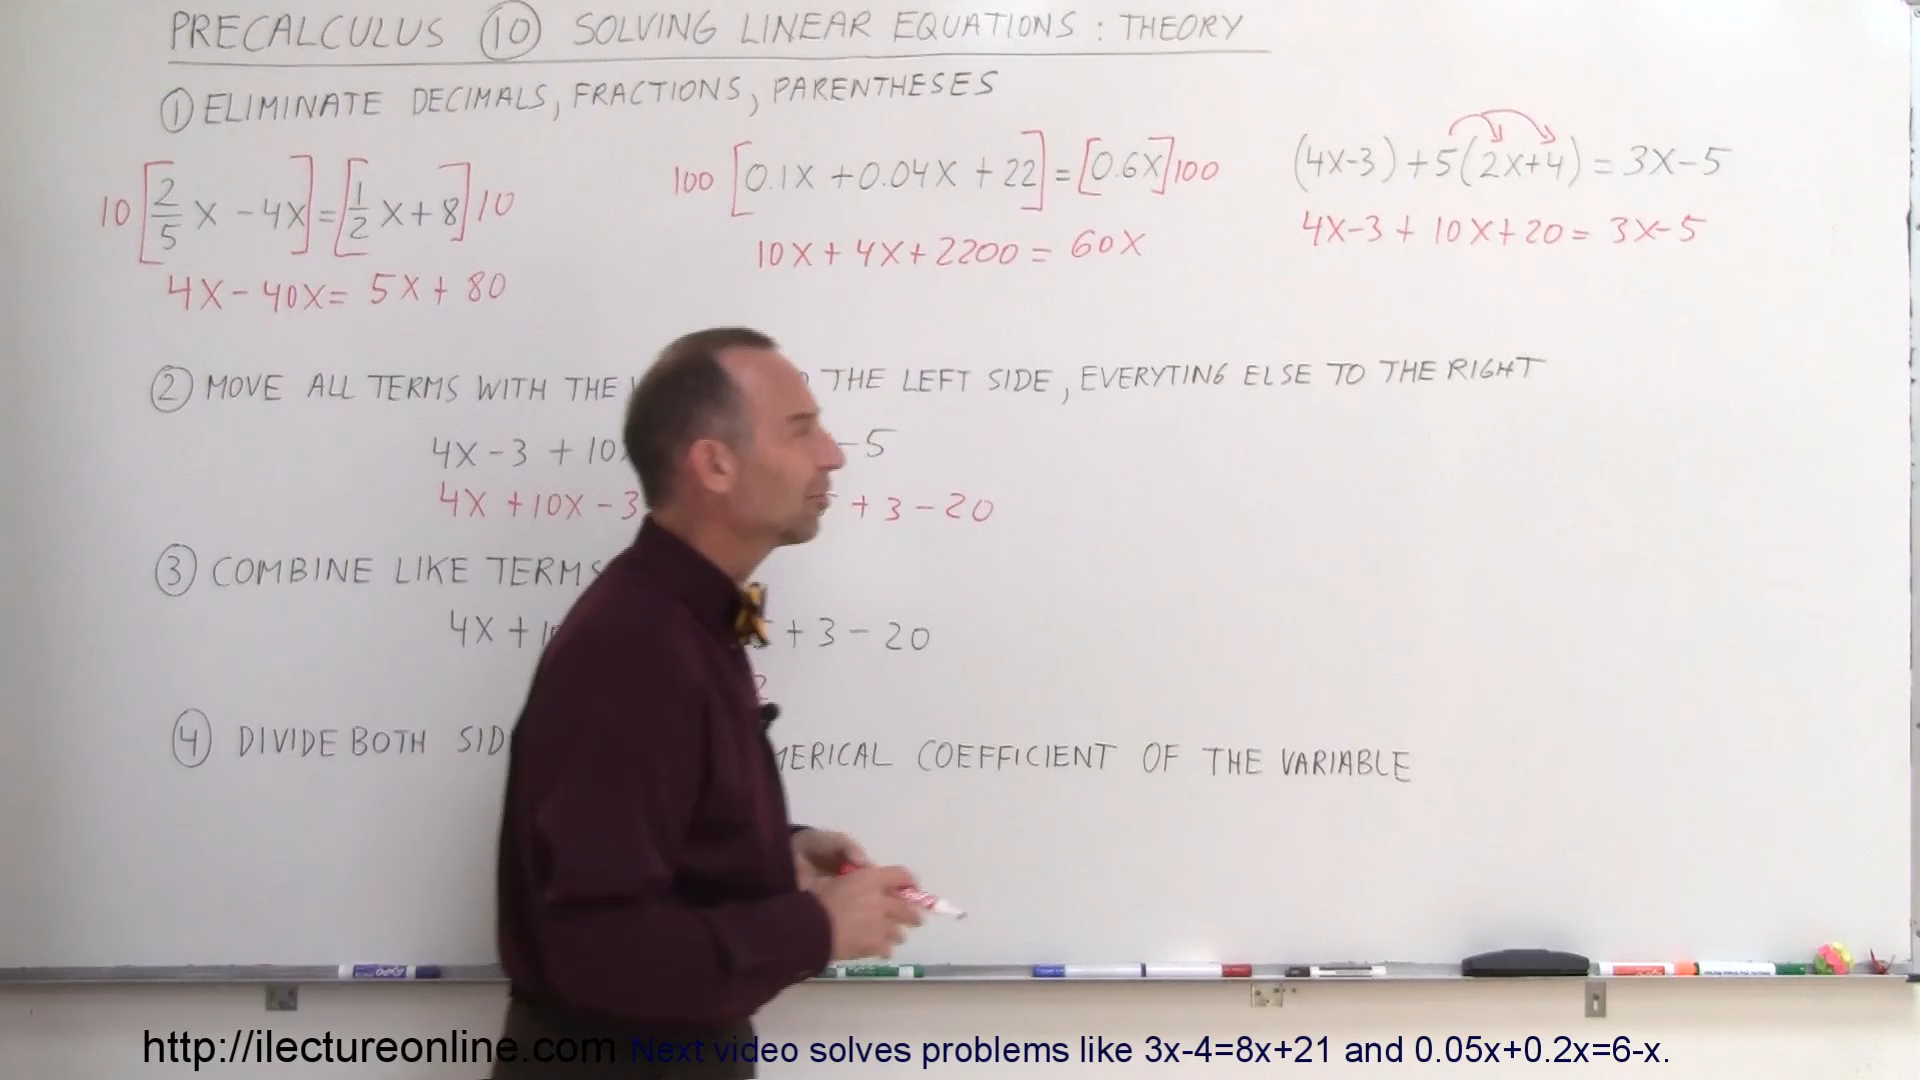 PRECALCULUS ⑩ SOLVING LINEAR EQUATIONS : THEORY
① ELIMINATE DECIMALS, FRACTIONS, PARENTHESES
10 [2/5 X - 4X] = [1/2 X + 8] 10
4X - 40X = 5X + 80
100 [0.1X + 0.04X + 22] = [0.6X] 100
10X + 4X + 2200 = 60X
(4X-3) + 5(2X+4) = 3X - 5
4X-3 + 10X + 20 = 3X - 5
② MOVE ALL TERMS WITH THE THE LEFT SIDE, EVERYTING ELSE TO THE RIGHT
4X - 3 + 10 - 5
4X + 10X - 3 + 3 - 20
③ COMBINE LIKE TERMS
4X + + 3 - 20
2
④ DIVIDE BOTH COEFFICIENT OF THE VARIABLE
http://ilectureonline.com Next video solves problems like 3x-4=8x+21 and 0.05x+0.2x=6-x.